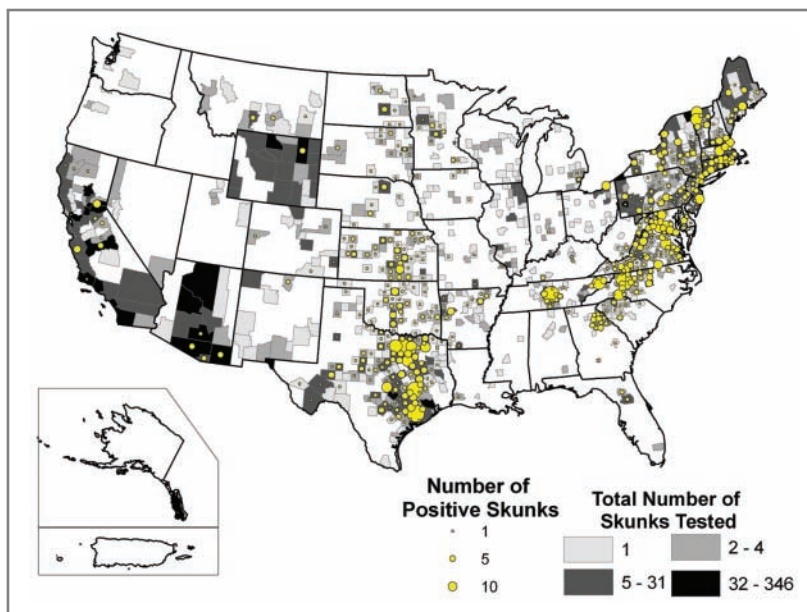 Number of
Positive Skunks
1
5
10
Total Number of
Skunks Tested
1
2 - 4
5 - 31
32 - 346